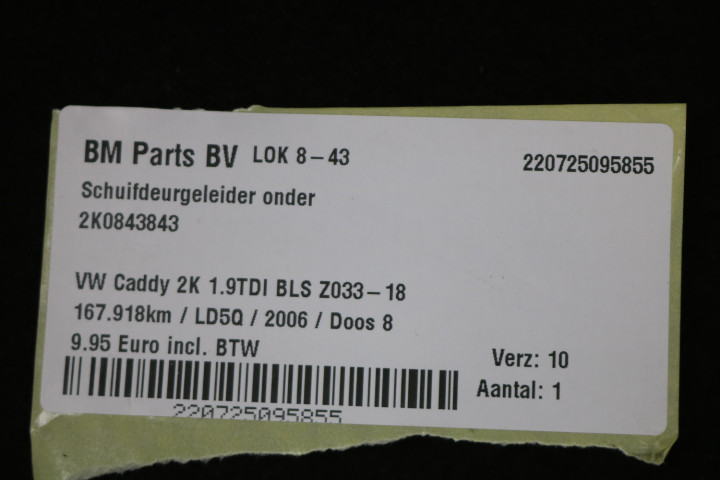 BM Parts BV LOK 8-43
220725095855
Schuifdeurgeleider onder
2K0843843
VW Caddy 2K 1.9TDI BLS Z033-18
167.918km / LD5Q / 2006 / Doos 8
9.95 Euro incl. BTW
Verz: 10
Aantal: 1
220725095855